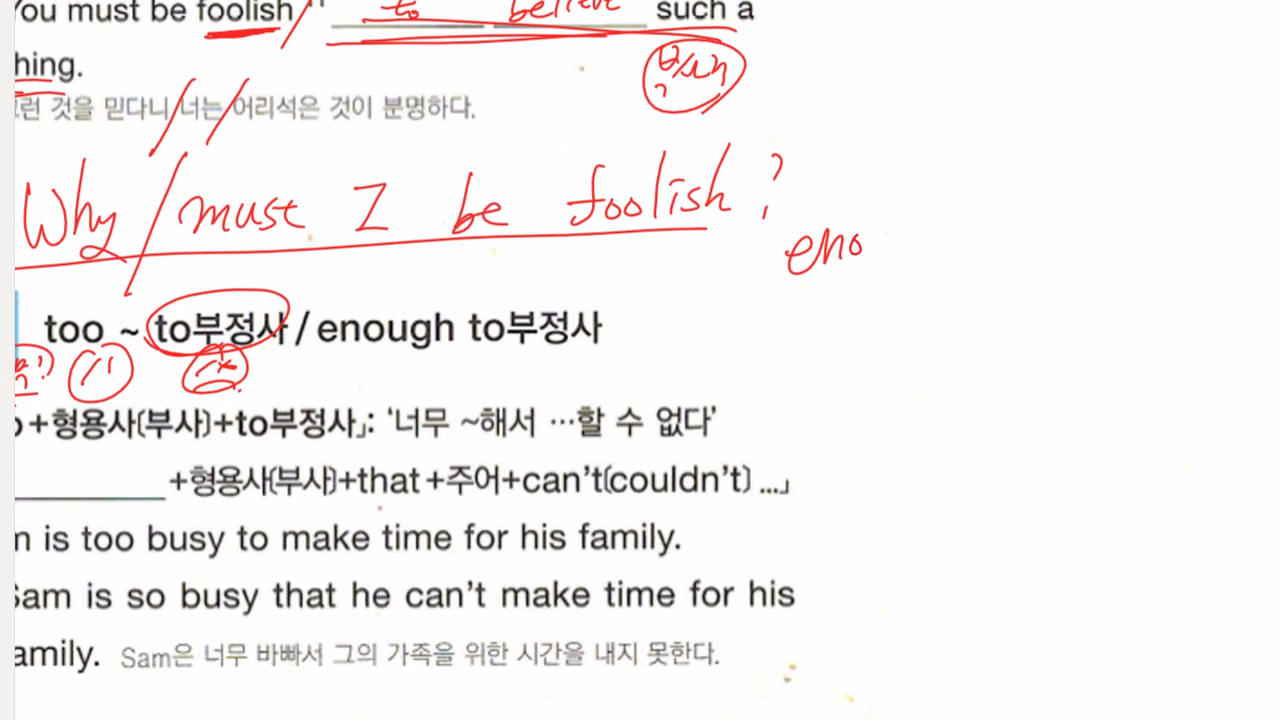 You must be foolish to believe such a
thing.
그런 것을 믿다니 너는 어리석은 것이 분명하다.
Why / must I be foolish?
eno
too ~ to부정사 / enough to부정사
+형용사(부사)+to부정사」: ‘너무 ~해서 …할 수 없다’
+형용사(부사)+that+주어+can’t(couldn’t) …」
is too busy to make time for his family.
Sam is so busy that he can’t make time for his
family. Sam은 너무 바빠서 그의 가족을 위한 시간을 내지 못한다.